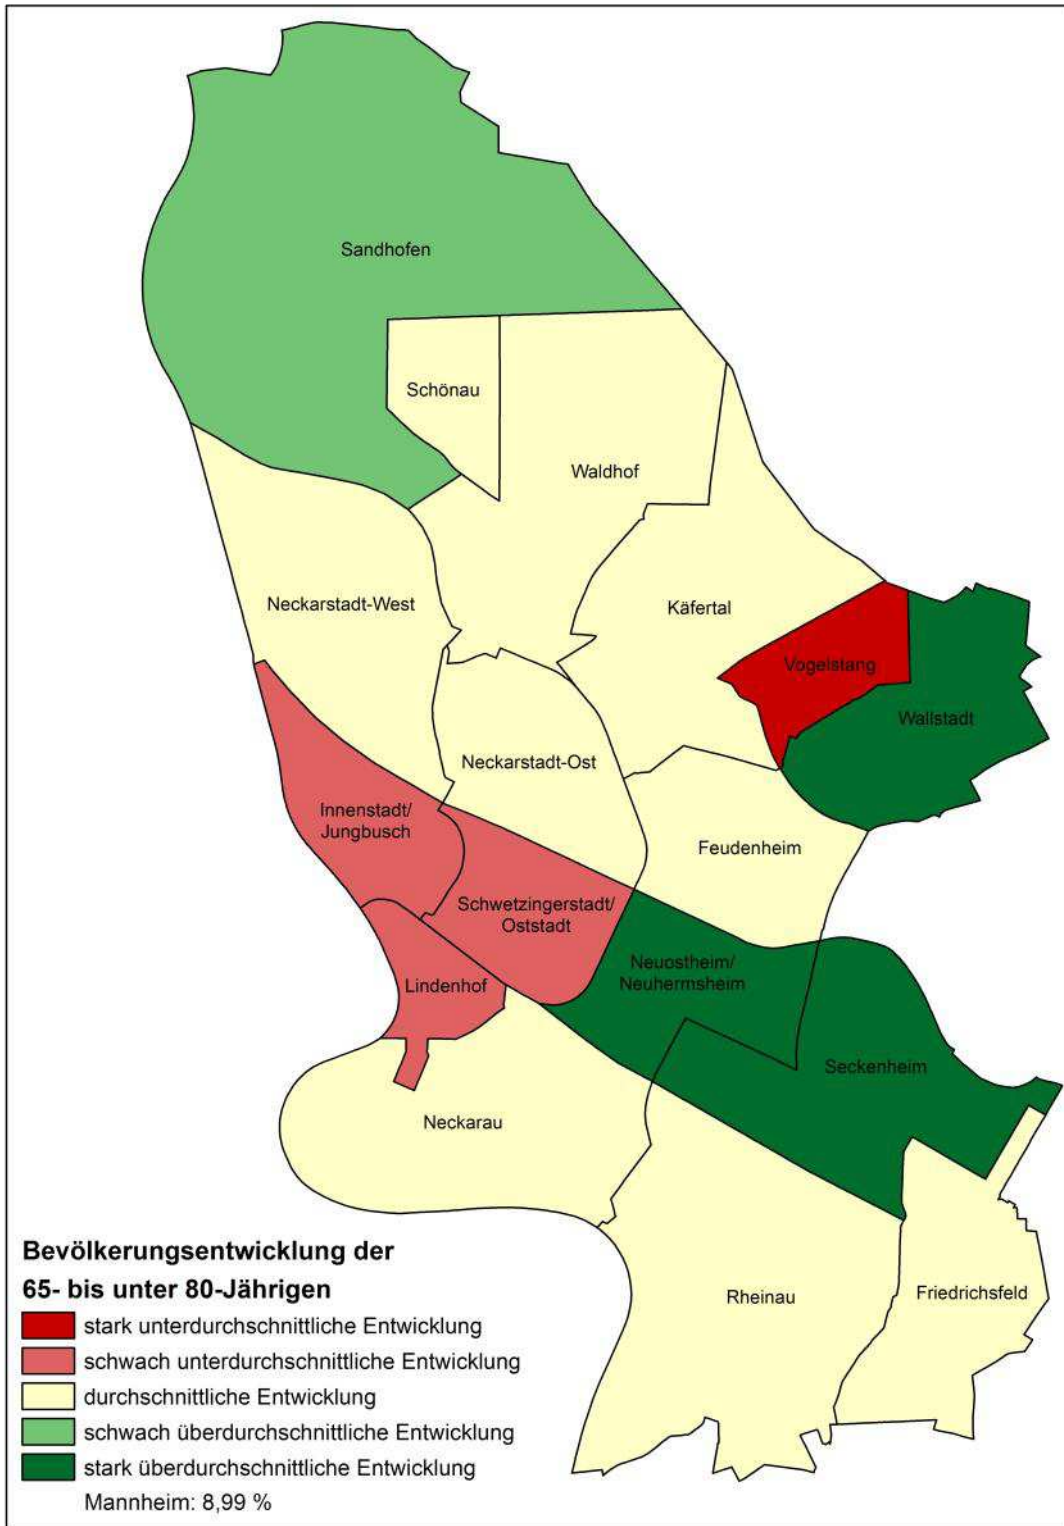 Sandhofen
Schönau
Waldhof
Neckarstadt-West
Käfertal
Vogelstang
Wallstadt
Neckarstadt-Ost
Innenstadt/
Jungbusch
Feudenheim
Schwetzingerstadt/
Oststadt
Neuostheim/
Neuhermsheim
Lindenhof
Seckenheim
Neckarau
Rheinau
Friedrichsfeld
Bevölkerungsentwicklung der
65- bis unter 80-Jährigen
stark unterdurchschnittliche Entwicklung
schwach unterdurchschnittliche Entwicklung
durchschnittliche Entwicklung
schwach überdurchschnittliche Entwicklung
stark überdurchschnittliche Entwicklung
Mannheim: 8,99 %